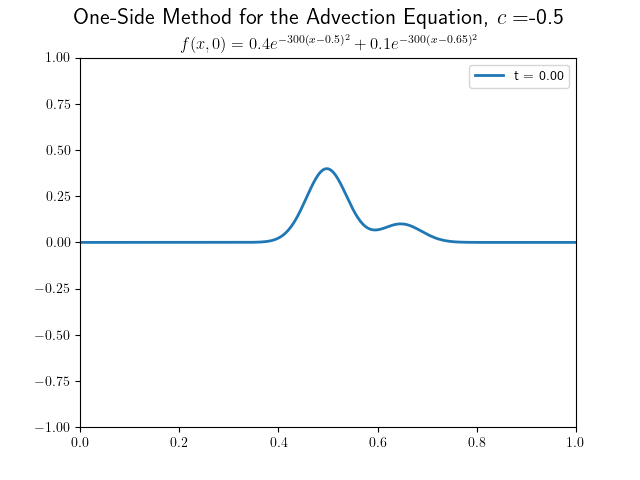 One-Side Method for the Advection Equation, c =-0.5
f(x, 0) = 0.4e^{−300(x−0.5)^2} + 0.1e^{−300(x−0.65)^2}
t = 0.00
1.00
0.75
0.50
0.25
0.00
−0.25
−0.50
−0.75
−1.00
0.0 0.2 0.4 0.6 0.8 1.0